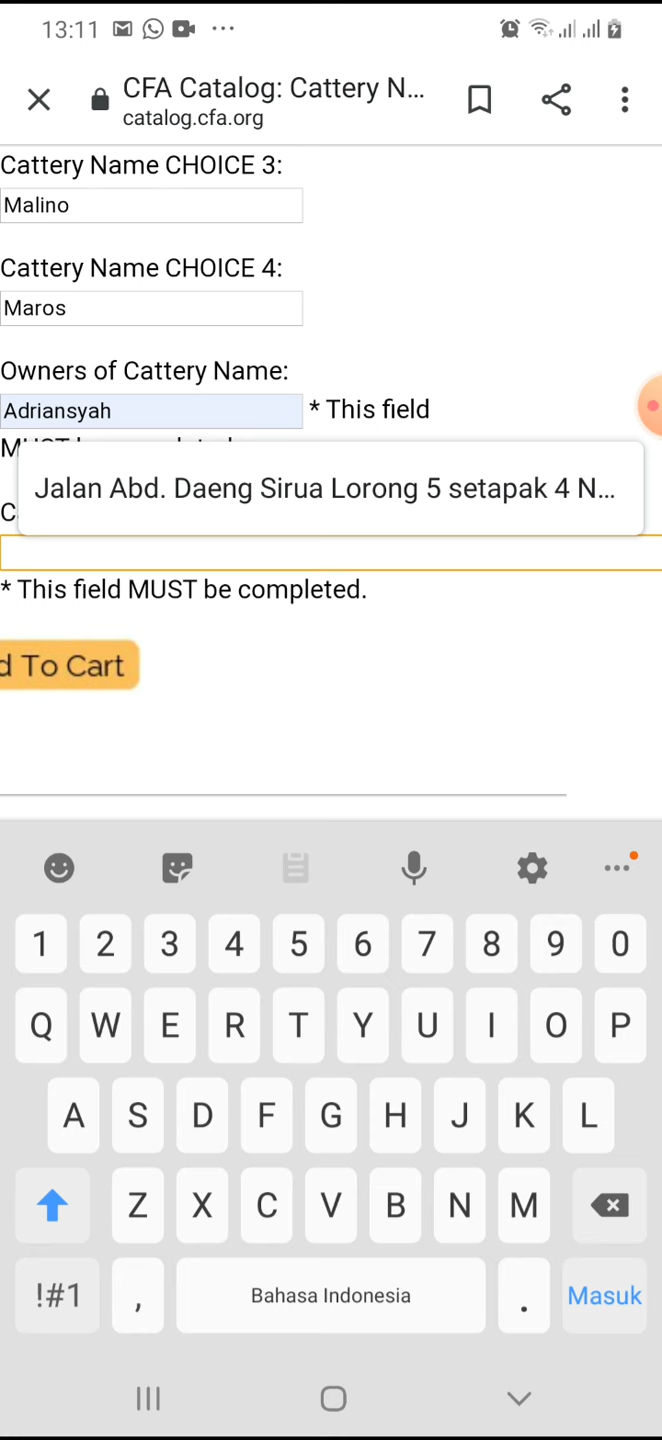 13:11
CFA Catalog: Cattery N...
catalog.cfa.org
Cattery Name CHOICE 3:
Malino
Cattery Name CHOICE 4:
Maros
Owners of Cattery Name:
Adriansyah * This field
Jalan Abd. Daeng Sirua Lorong 5 setapak 4 N...
* This field MUST be completed.
d To Cart
1 2 3 4 5 6 7 8 9 0
Q W E R T Y U I O P
A S D F G H J K L
Z X C V B N M
!#1 , Bahasa Indonesia . Masuk